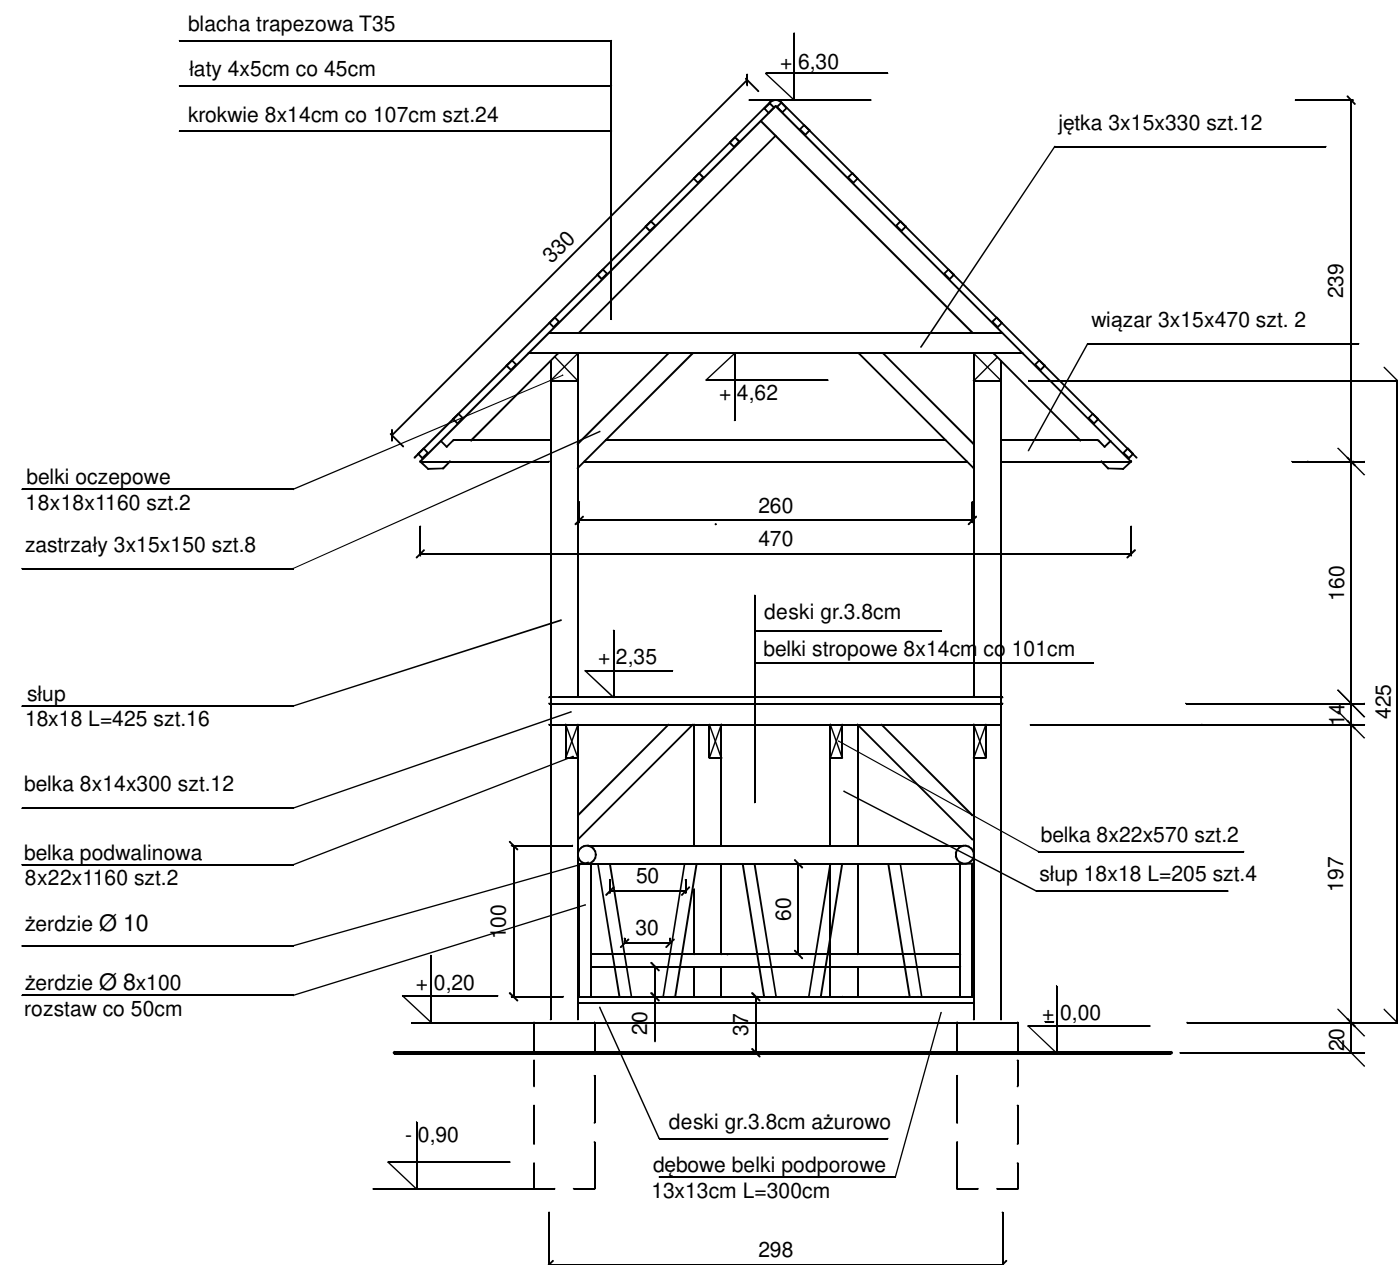 blacha trapezowa T35
łaty 4x5cm co 45cm
krokwie 8x14cm co 107cm szt.24
+ 6,30
jętka 3x15x330 szt.12
330
239
wiązar 3x15x470 szt. 2
+ 4,62
belki oczepowe
18x18x1160 szt.2
zastrzały 3x15x150 szt.8
260
470
160
deski gr.3.8cm
belki stropowe 8x14cm co 101cm
+ 2,35
słup
18x18 L=425 szt.16
14
425
belka 8x14x300 szt.12
belka podwalinowa
8x22x1160 szt.2
belka 8x22x570 szt.2
słup 18x18 L=205 szt.4
197
żerdzie Ø 10
żerdzie Ø 8x100
rozstaw co 50cm
100
50
30
60
+ 0,20
20
37
± 0,00
20
- 0,90
deski gr.3.8cm ażurowo
dębowe belki podporowe
13x13cm L=300cm
298